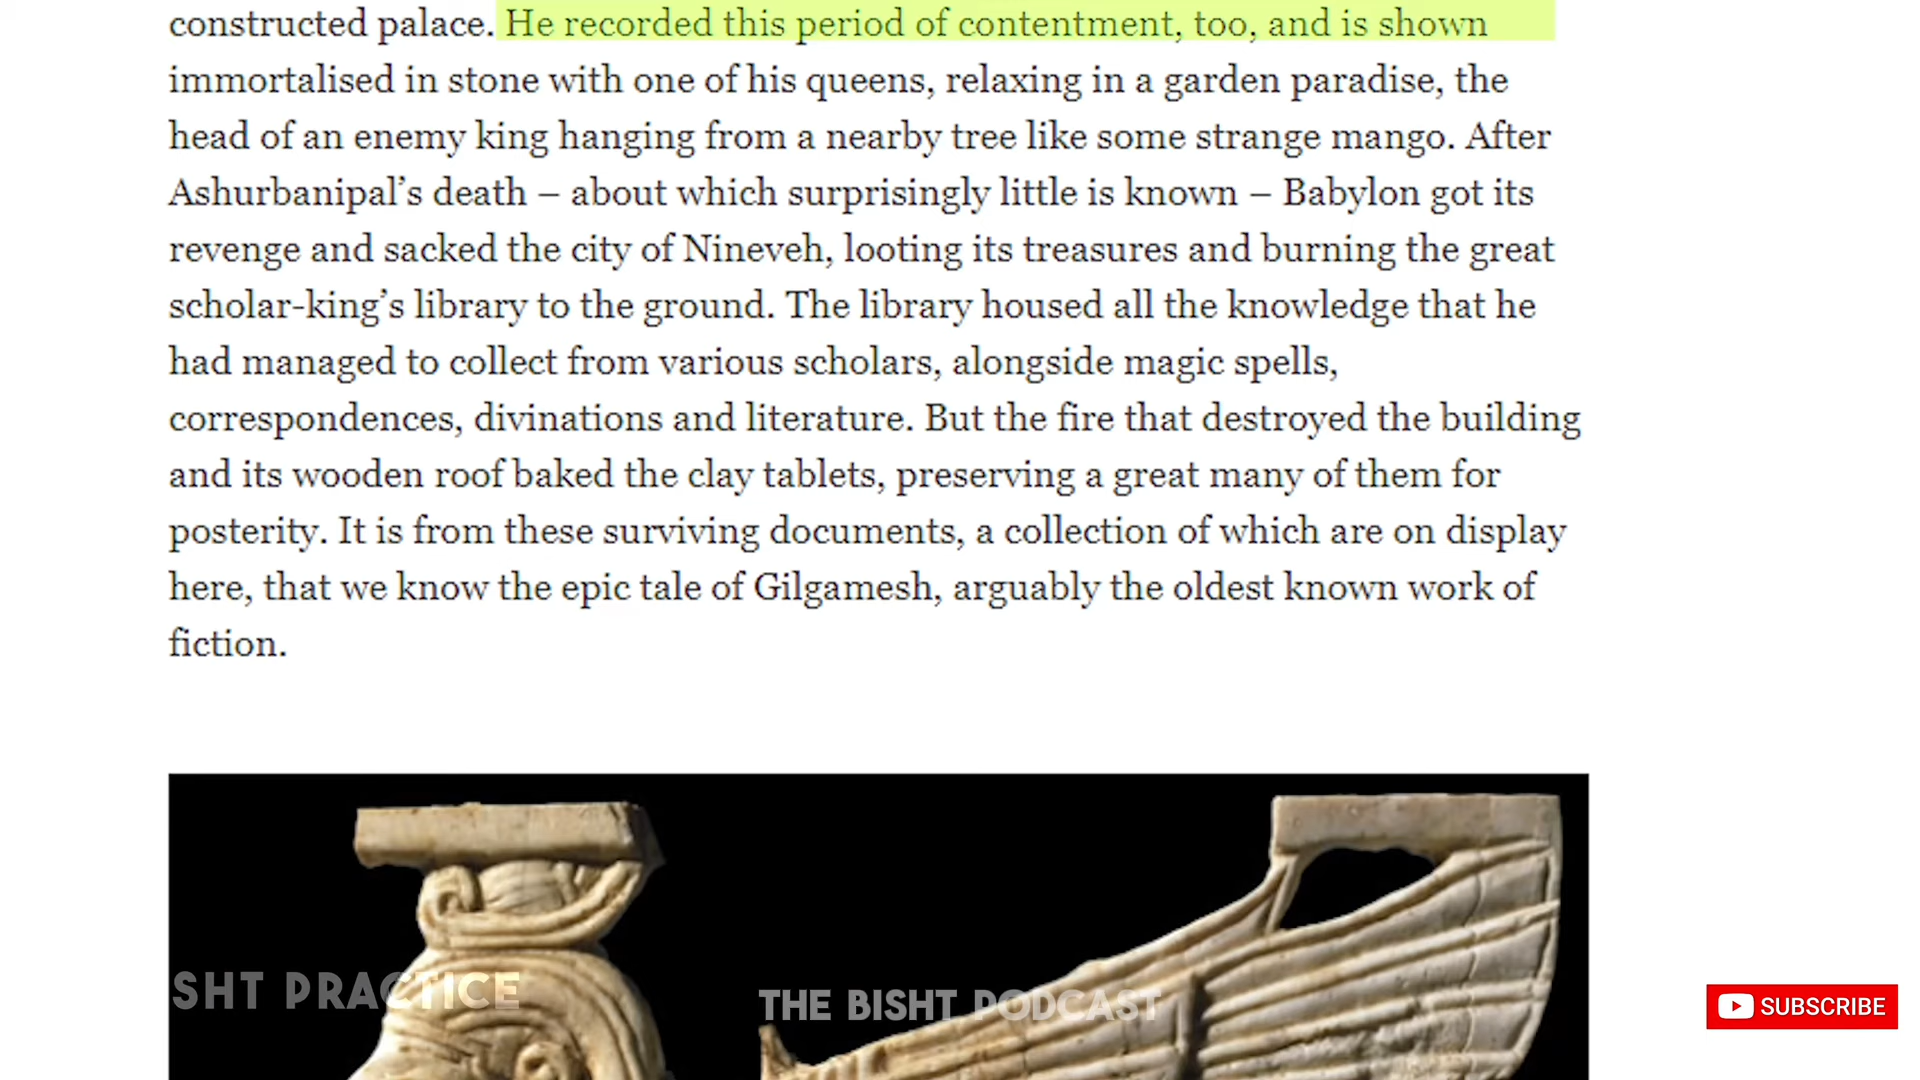 constructed palace. He recorded this period of contentment, too, and is shown
immortalised in stone with one of his queens, relaxing in a garden paradise, the
head of an enemy king hanging from a nearby tree like some strange mango. After
Ashurbanipal’s death – about which surprisingly little is known – Babylon got its
revenge and sacked the city of Nineveh, looting its treasures and burning the great
scholar-king’s library to the ground. The library housed all the knowledge that he
had managed to collect from various scholars, alongside magic spells,
correspondences, divinations and literature. But the fire that destroyed the building
and its wooden roof baked the clay tablets, preserving a great many of them for
posterity. It is from these surviving documents, a collection of which are on display
here, that we know the epic tale of Gilgamesh, arguably the oldest known work of
fiction.
SHT PRACTICE
THE BISHT PODCAST
SUBSCRIBE